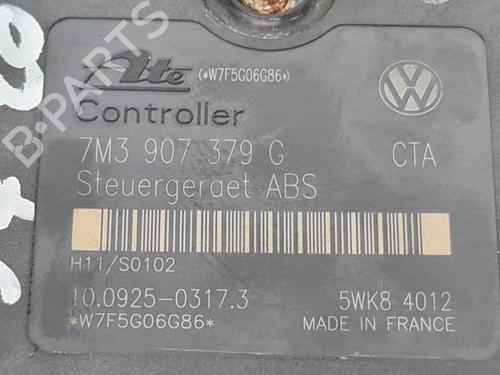 Ate (*W7F5G06G86*)
Controller
7M3 907 379 G CTA
Steuergeraet ABS
H11/S0102
10.0925-0317.3 5WK8 4012
*W7F5G06G86* MADE IN FRANCE
B-PARTS